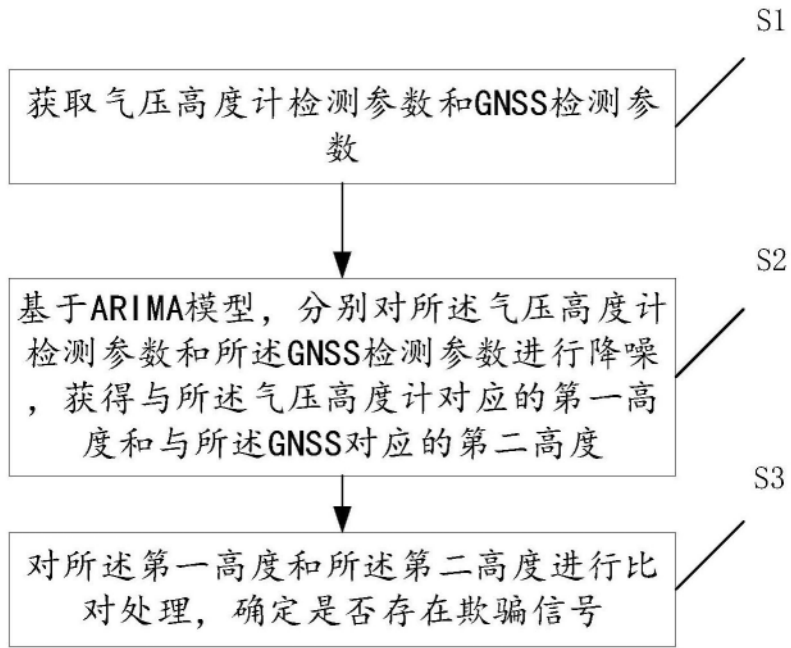 S1
获取气压高度计检测参数和GNSS检测参
数
S2
基于ARIMA模型，分别对所述气压高度计
检测参数和所述GNSS检测参数进行降噪
，获得与所述气压高度计对应的第一高
度和与所述GNSS对应的第二高度
S3
对所述第一高度和所述第二高度进行比
对处理，确定是否存在欺骗信号